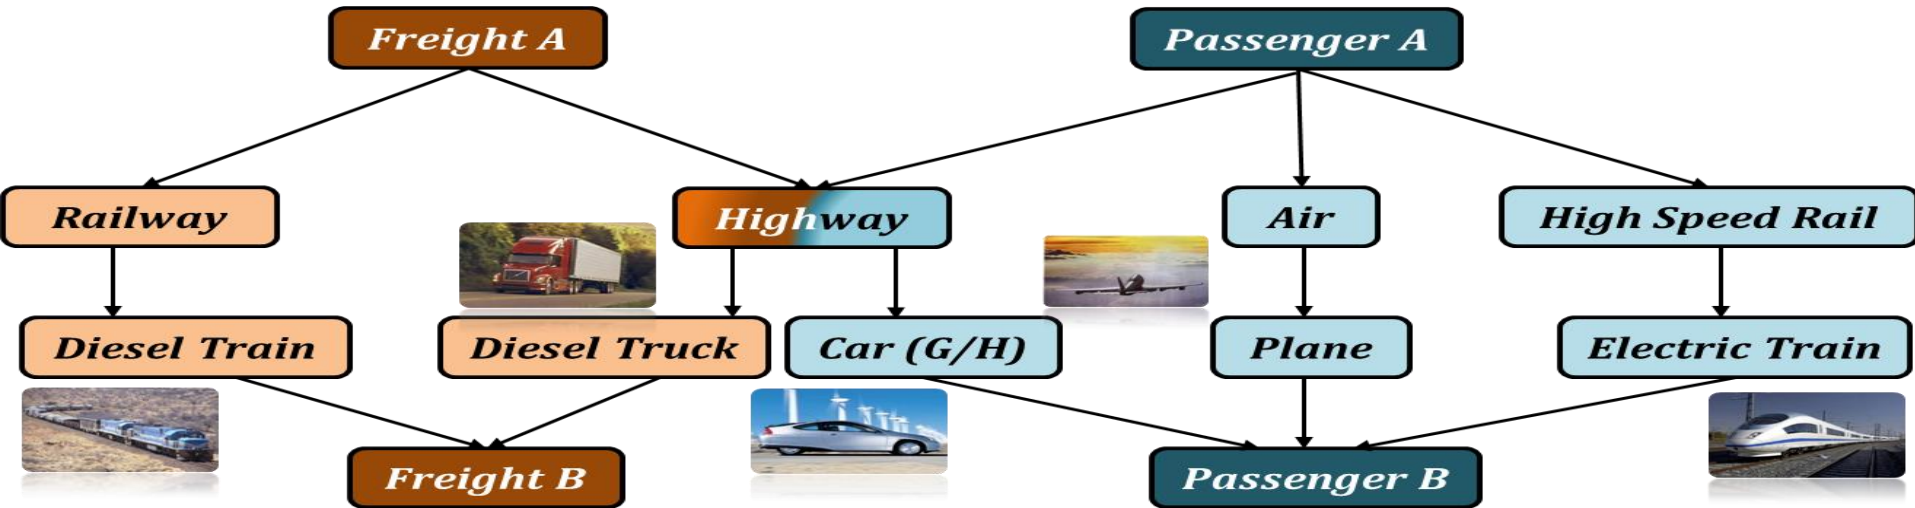 Freight A
Passenger A
Railway
Highway
Air
High Speed Rail
Diesel Train
Diesel Truck
Car (G/H)
Plane
Electric Train
Freight B
Passenger B